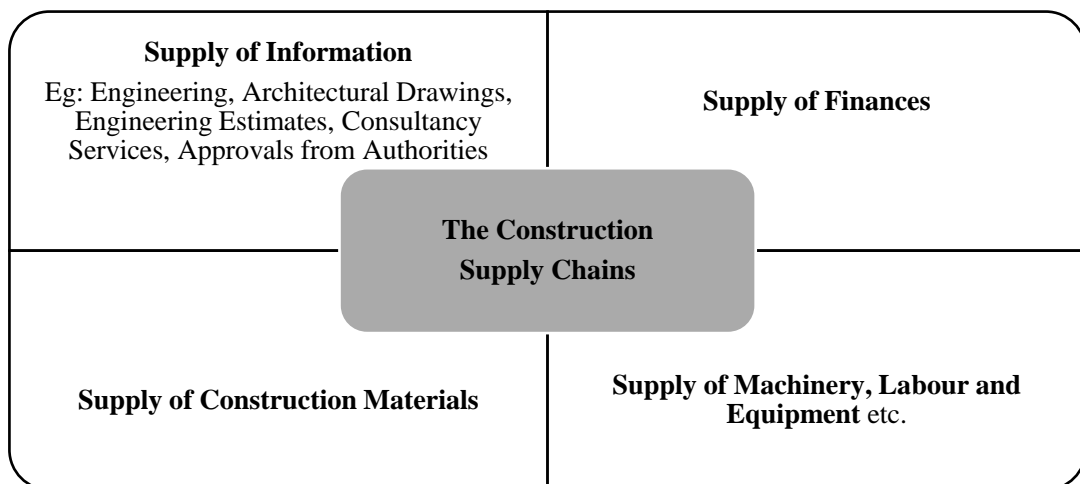 Supply of Information
Eg: Engineering, Architectural Drawings,
Engineering Estimates, Consultancy
Services, Approvals from Authorities
Supply of Finances
The Construction
Supply Chains
Supply of Construction Materials
Supply of Machinery, Labour and
Equipment etc.